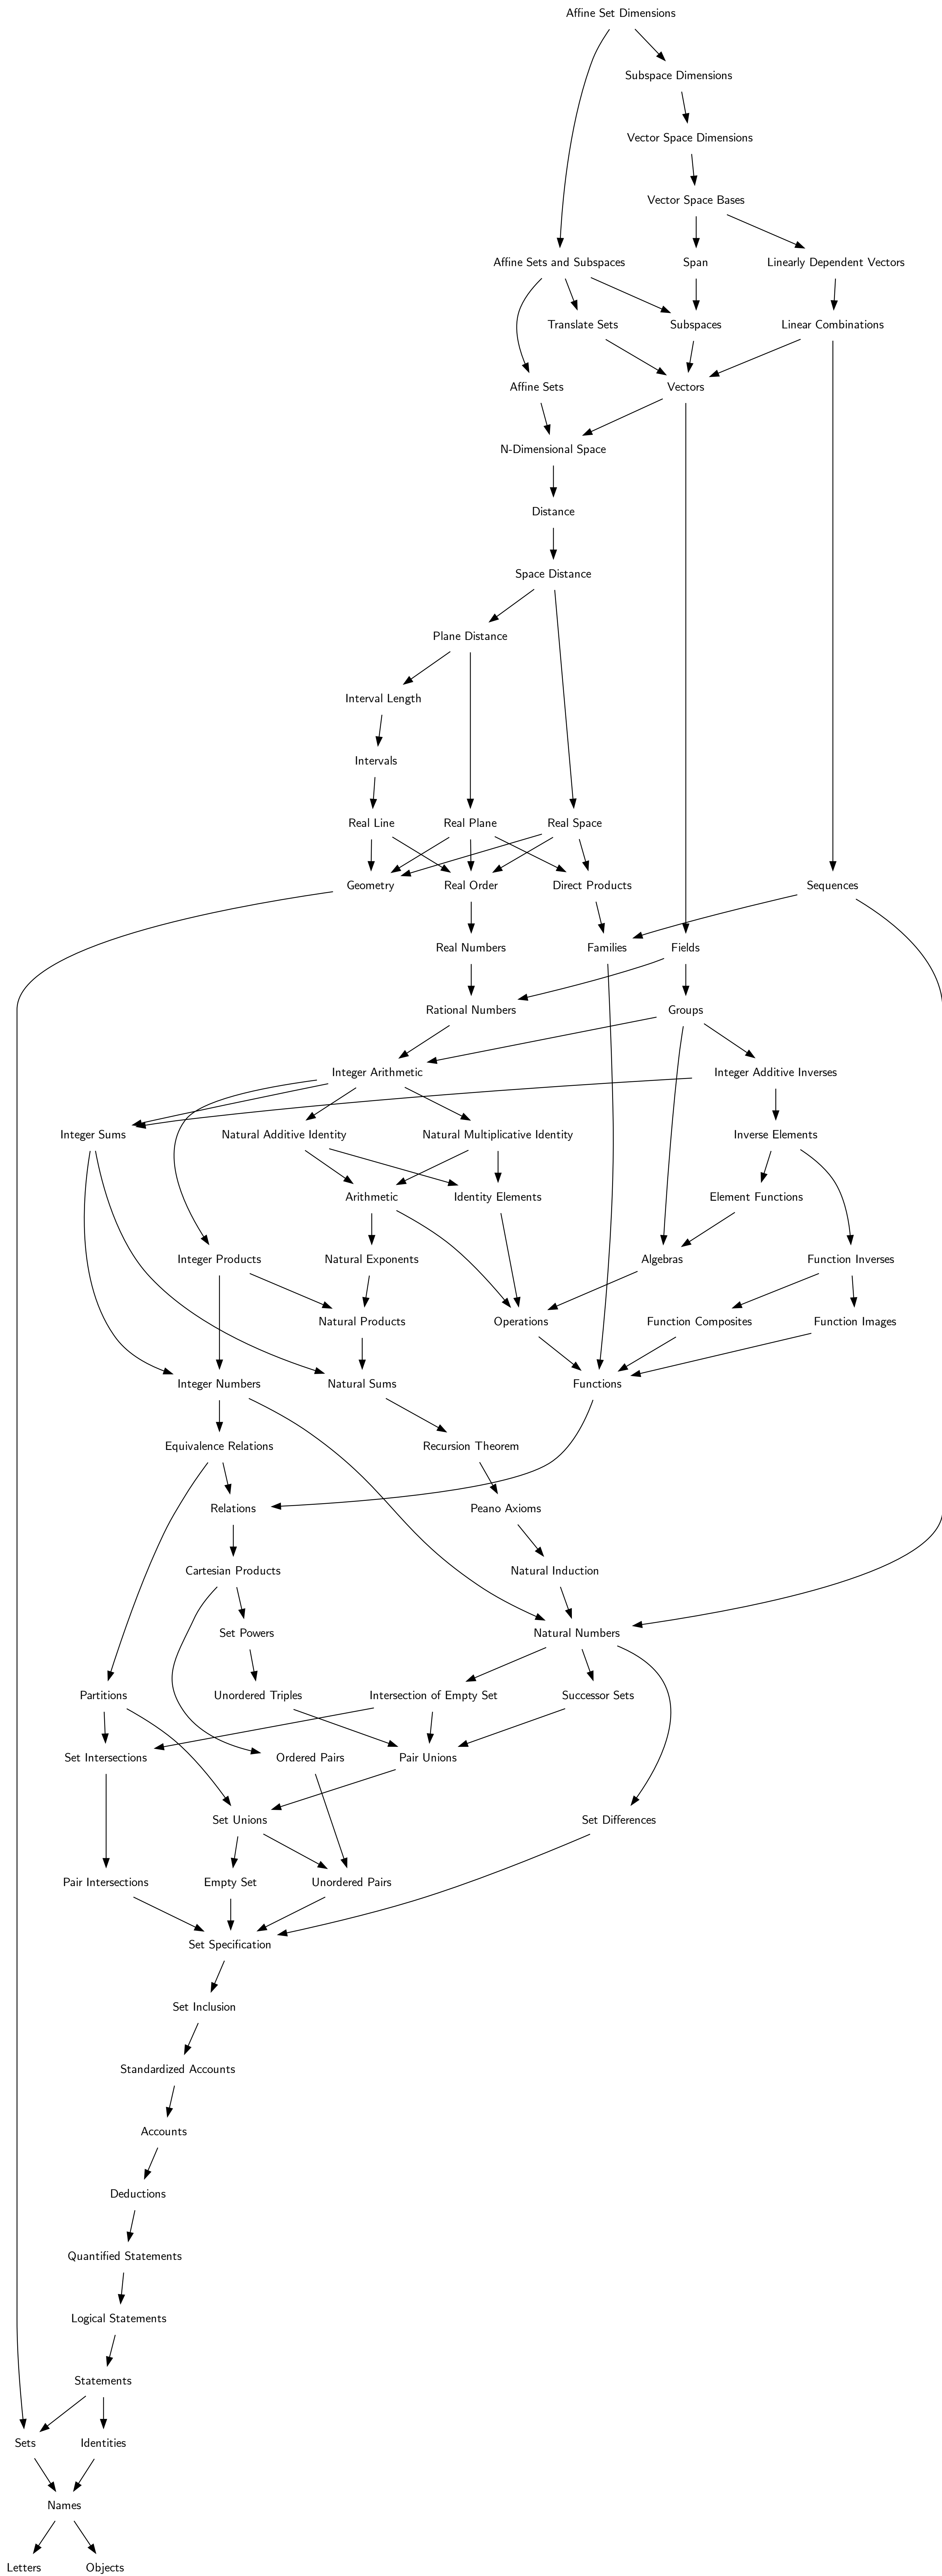 Affine Set Dimensions
Subspace Dimensions
Vector Space Dimensions
Vector Space Bases
Affine Sets and Subspaces
Span
Linearly Dependent Vectors
Translate Sets
Subspaces
Linear Combinations
Affine Sets
Vectors
N-Dimensional Space
Distance
Space Distance
Plane Distance
Interval Length
Intervals
Real Line
Real Plane
Real Space
Geometry
Real Order
Direct Products
Sequences
Real Numbers
Families
Fields
Rational Numbers
Groups
Integer Arithmetic
Integer Additive Inverses
Integer Sums
Natural Additive Identity
Natural Multiplicative Identity
Inverse Elements
Arithmetic
Identity Elements
Element Functions
Integer Products
Natural Exponents
Algebras
Function Inverses
Natural Products
Operations
Function Composites
Function Images
Integer Numbers
Natural Sums
Functions
Equivalence Relations
Recursion Theorem
Relations
Peano Axioms
Cartesian Products
Natural Induction
Set Powers
Natural Numbers
Partitions
Unordered Triples
Intersection of Empty Set
Successor Sets
Set Intersections
Ordered Pairs
Pair Unions
Set Unions
Set Differences
Pair Intersections
Empty Set
Unordered Pairs
Set Specification
Set Inclusion
Standardized Accounts
Accounts
Deductions
Quantified Statements
Logical Statements
Statements
Sets
Identities
Names
Letters
Objects